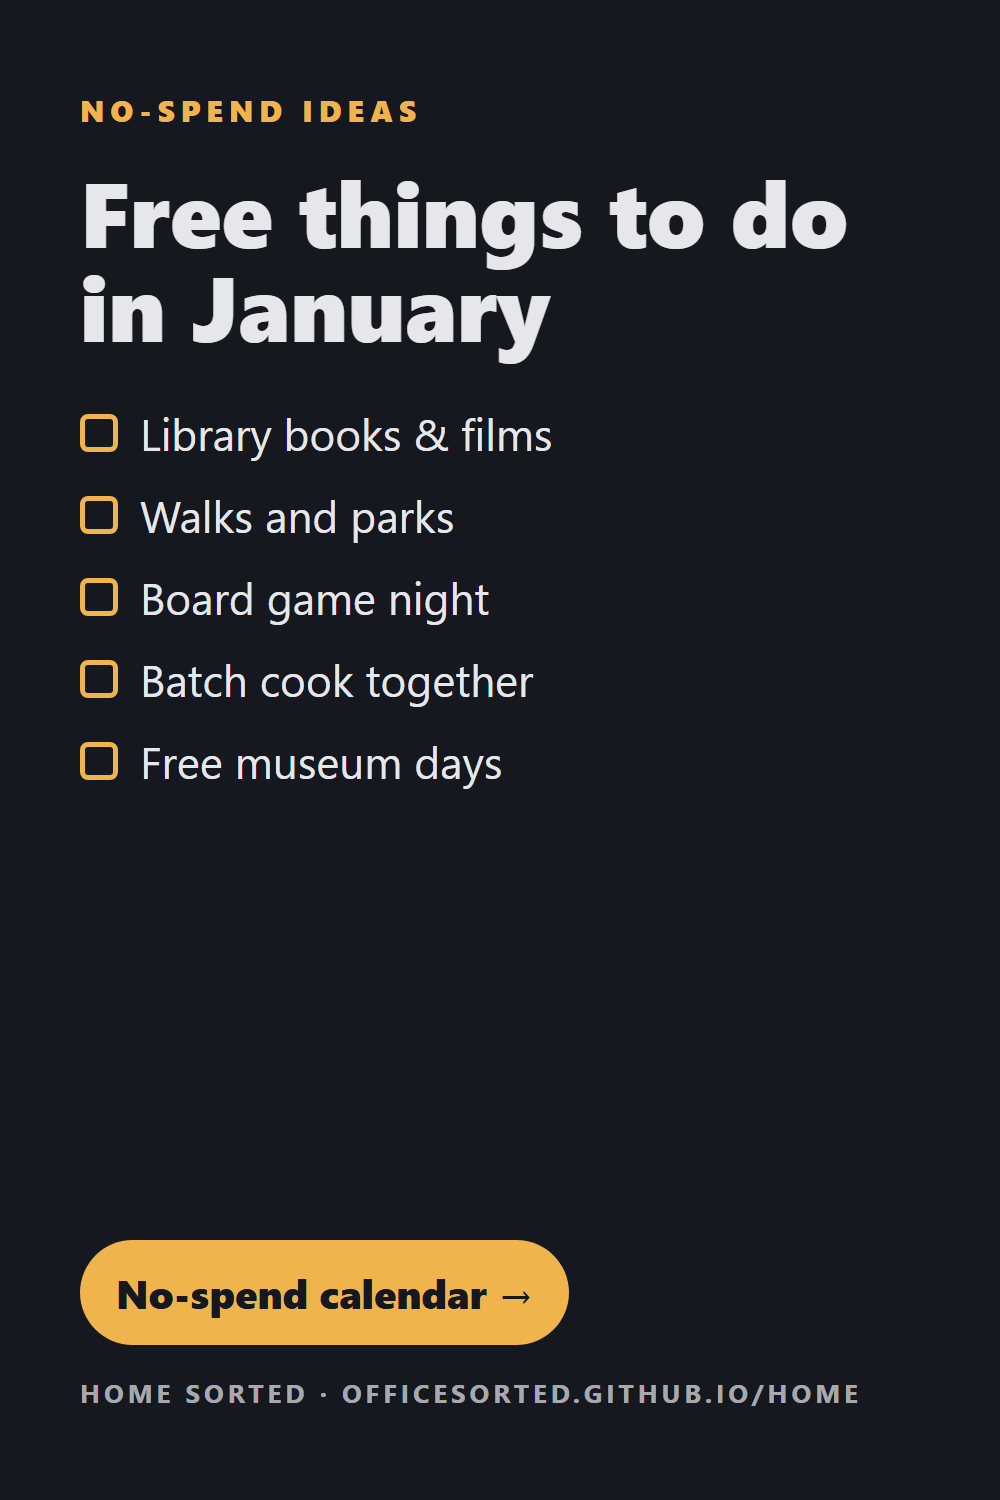 NO-SPEND IDEAS
Free things to do
in January
Library books & films
Walks and parks
Board game night
Batch cook together
Free museum days
No-spend calendar →
HOME SORTED · OFFICESORTED.GITHUB.IO/HOME